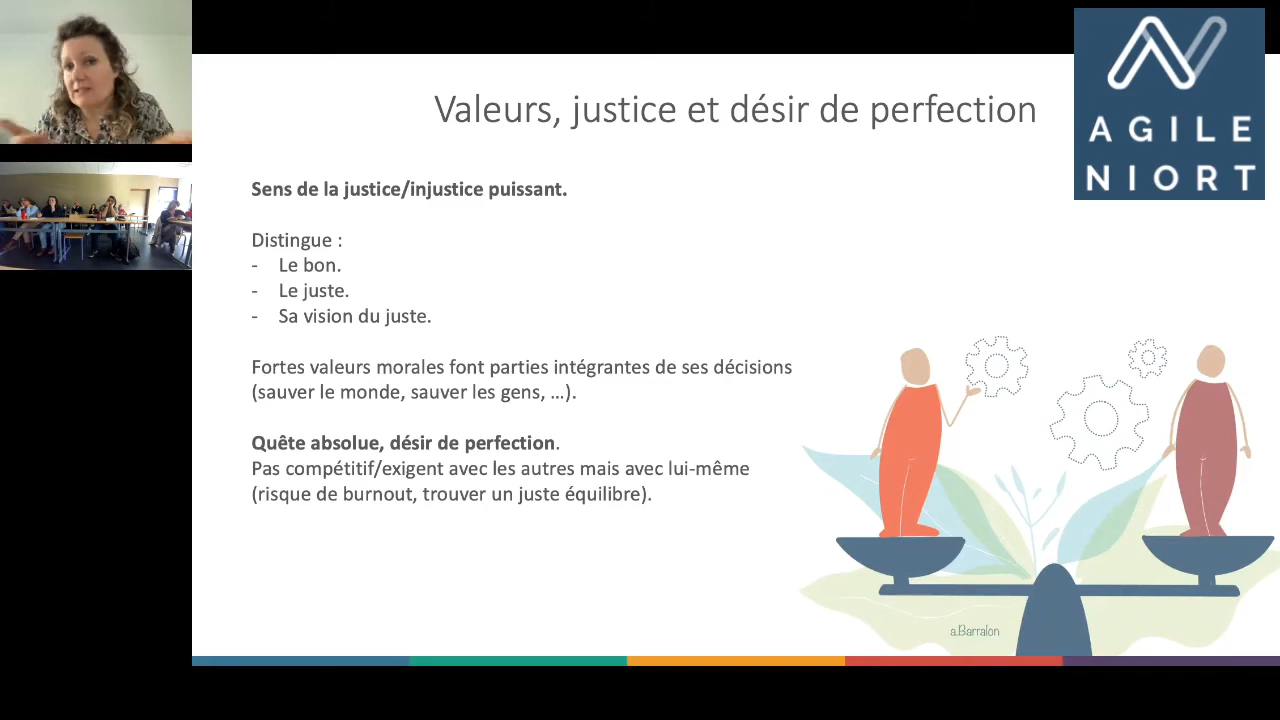 Valeurs, justice et désir de perfection
AGILE
NIORT
Sens de la justice/injustice puissant.
Distingue :
- Le bon.
- Le juste.
- Sa vision du juste.
Fortes valeurs morales font parties intégrantes de ses décisions
(sauver le monde, sauver les gens, …).
Quête absolue, désir de perfection.
Pas compétitif/exigent avec les autres mais avec lui-même
(risque de burnout, trouver un juste équilibre).
a.Barralon